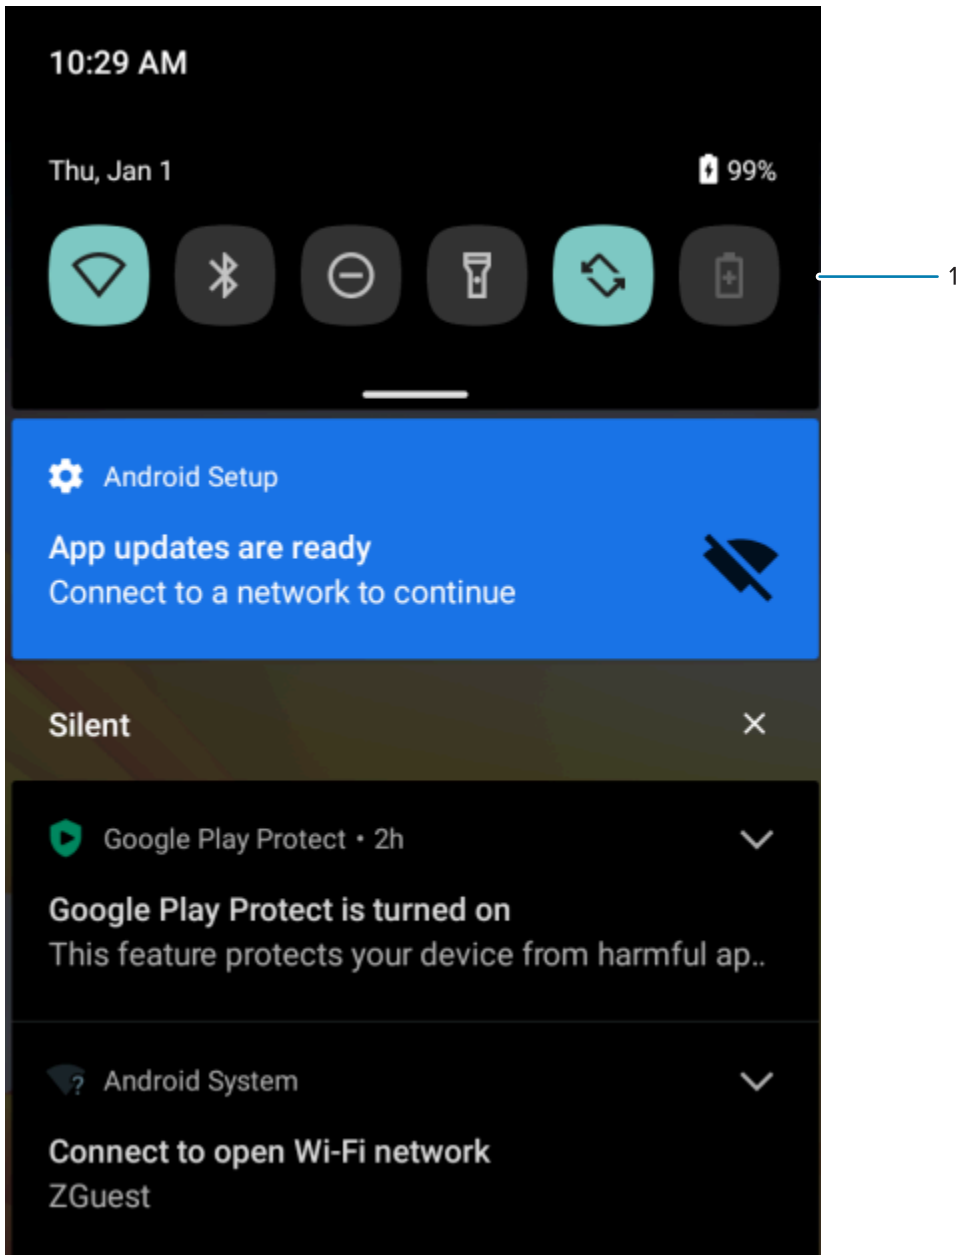 10:29 AM
Thu, Jan 1
99%
1
Android Setup
App updates are ready
Connect to a network to continue
Silent
Google Play Protect • 2h
Google Play Protect is turned on
This feature protects your device from harmful ap..
?
Android System
Connect to open Wi-Fi network
ZGuest